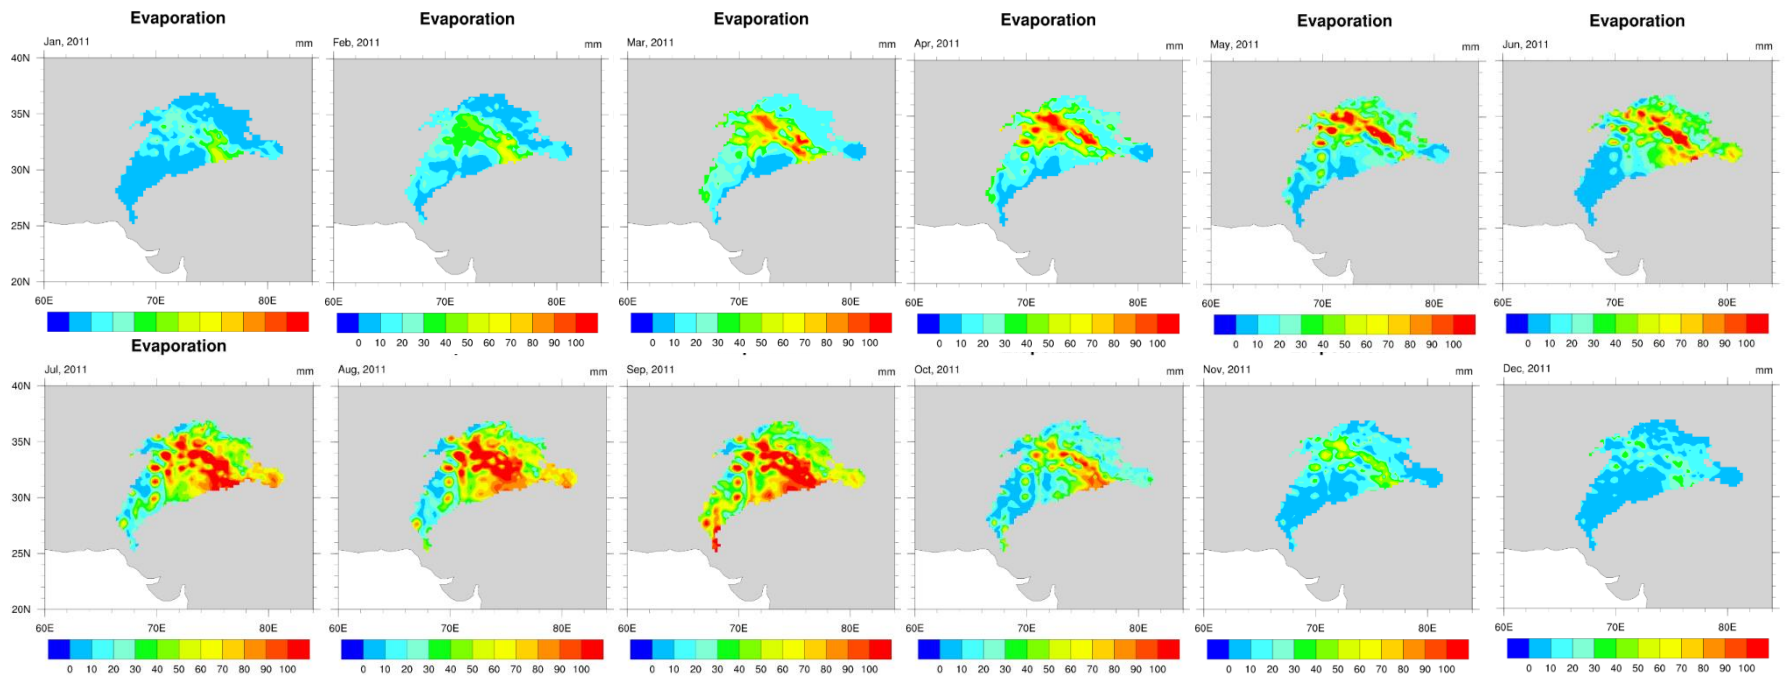 Evaporation Evaporation Evaporation Evaporation Evaporation Evaporation
Jan, 2011 mm Feb, 2011 mm Mar, 2011 mm Apr, 2011 mm May, 2011 mm Jun, 2011 mm
40N
35N
30N
25N
20N
60E 70E 80E 60E 70E 80E 60E 70E 80E 60E 70E 80E 60E 70E 80E 60E 70E 80E
0 10 20 30 40 50 60 70 80 90 100 0 10 20 30 40 50 60 70 80 90 100 0 10 20 30 40 50 60 70 80 90 100 0 10 20 30 40 50 60 70 80 90 100 0 10 20 30 40 50 60 70 80 90 100
Evaporation
Jul, 2011 mm Aug, 2011 mm Sep, 2011 mm Oct, 2011 mm Nov, 2011 mm Dec, 2011 mm
40N
35N
30N
25N
20N
60E 70E 80E 60E 70E 80E 60E 70E 80E 60E 70E 80E 60E 70E 80E 60E 70E 80E
0 10 20 30 40 50 60 70 80 90 100 0 10 20 30 40 50 60 70 80 90 100 0 10 20 30 40 50 60 70 80 90 100 0 10 20 30 40 50 60 70 80 90 100 0 10 20 30 40 50 60 70 80 90 100 0 10 20 30 40 50 60 70 80 90 100